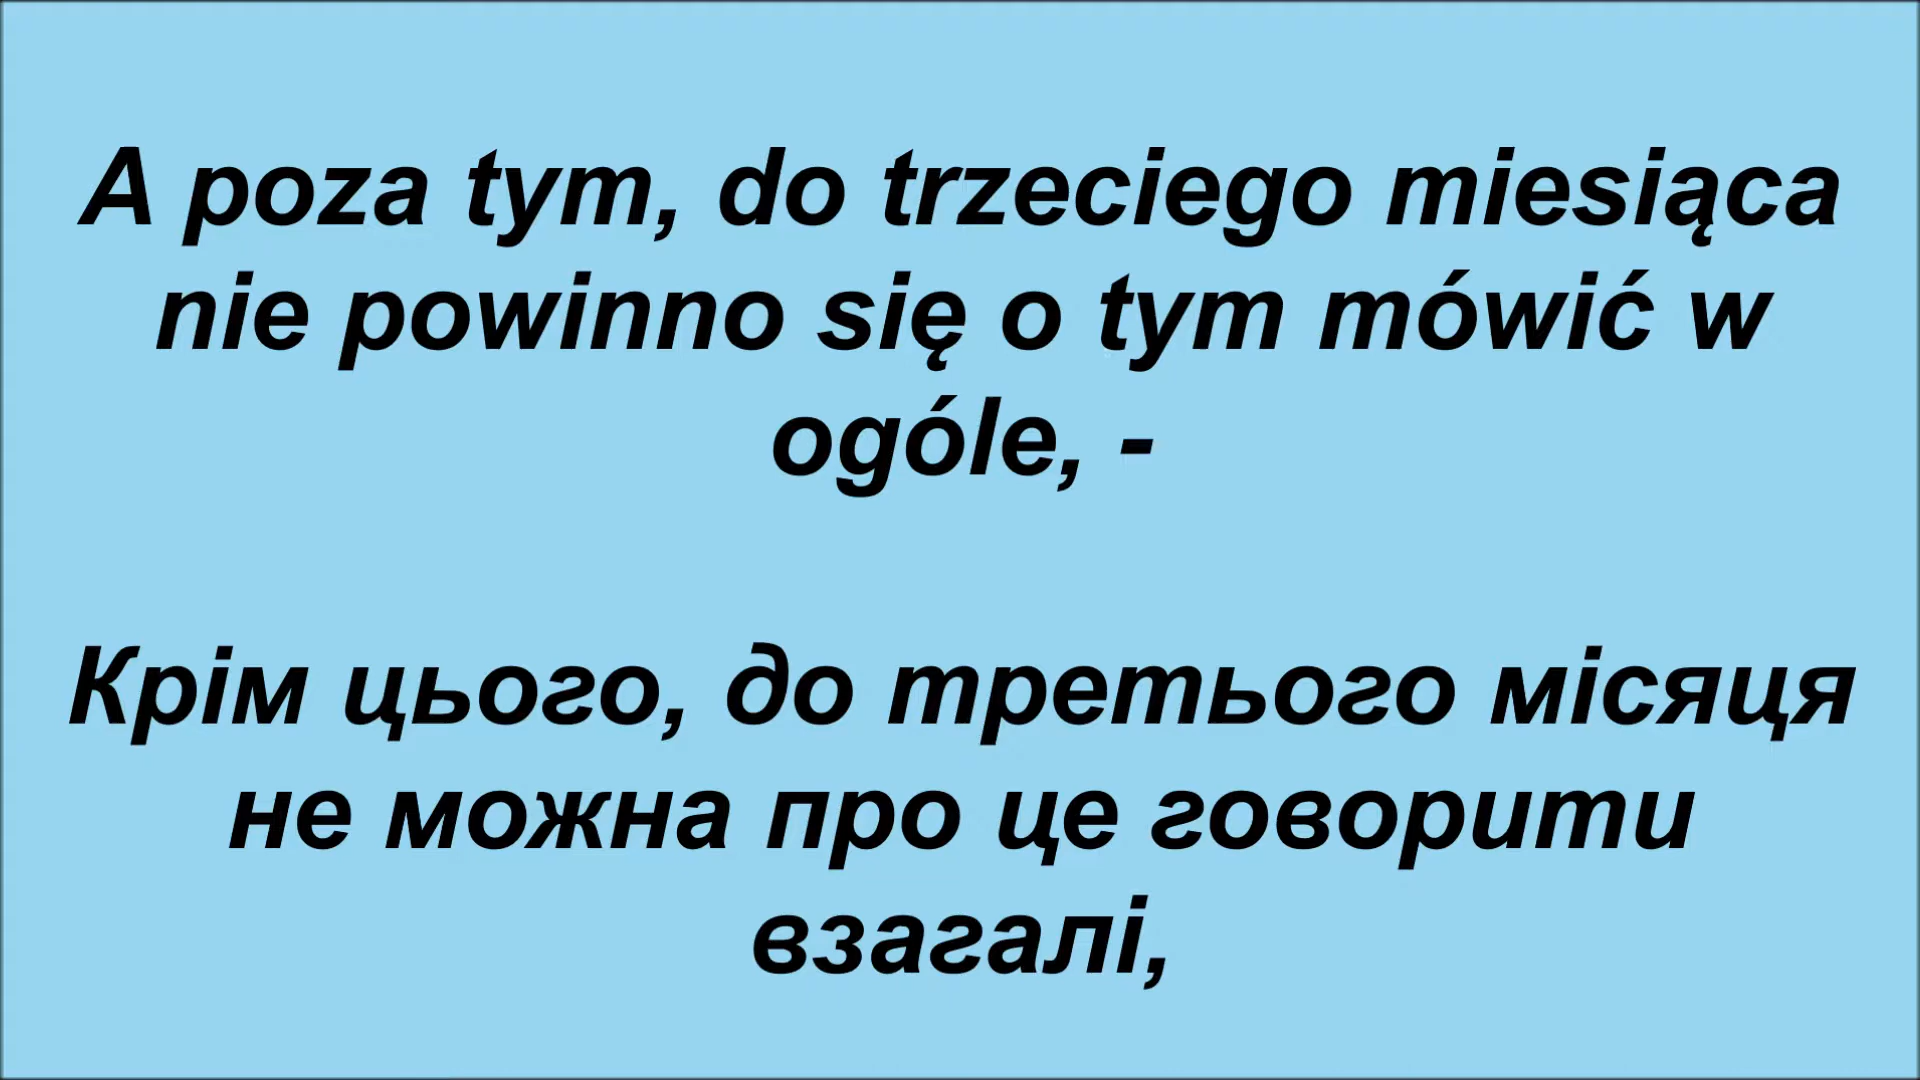 A poza tym, do trzeciego miesiąca
nie powinno się o tym mówić w
ogóle, -
Крім цього, до третього місяця
не можна про це говорити
взагалі,